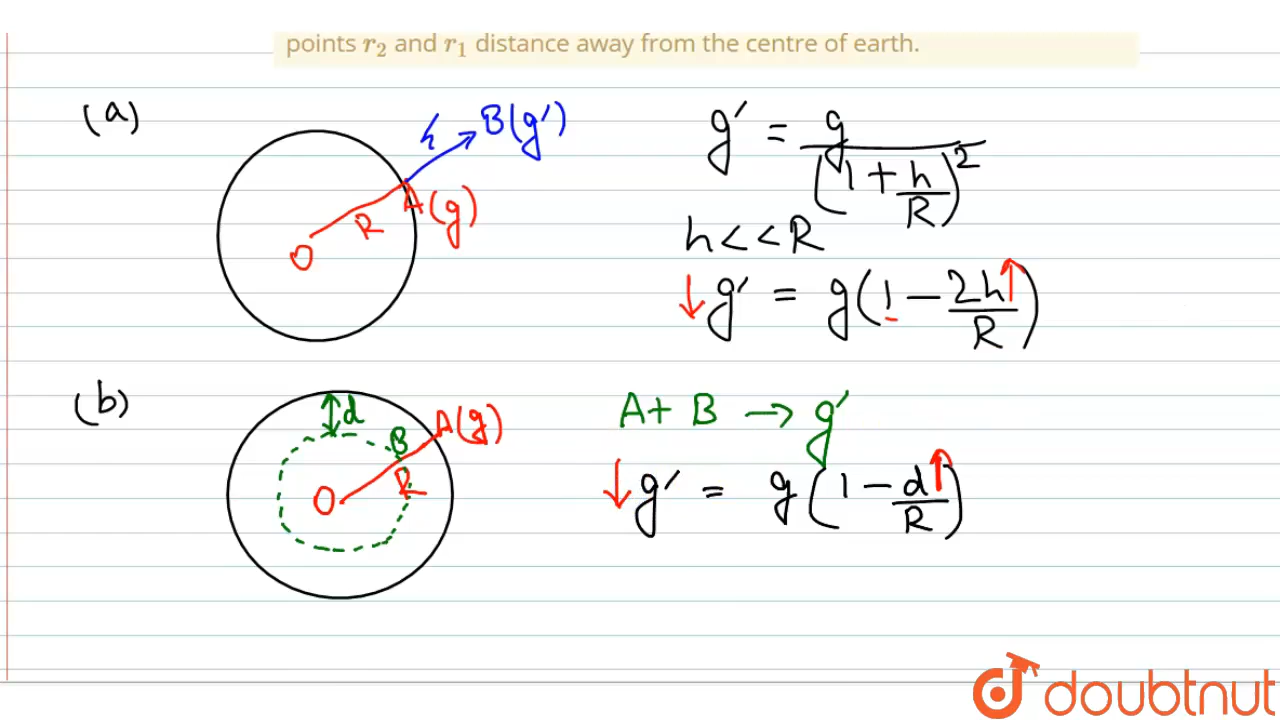 points r₂ and r₁ distance away from the centre of earth.
(a)
h B(g′)
A(g)
R
O
g′ = g/(1 + h/R)²
h < < R
↓ g′ = g(1 − 2h↑/R)
(b)
d
A(g)
B
R
O
A+ B → g′
↓ g′ = g(1 − d↑/R)
doubtnut